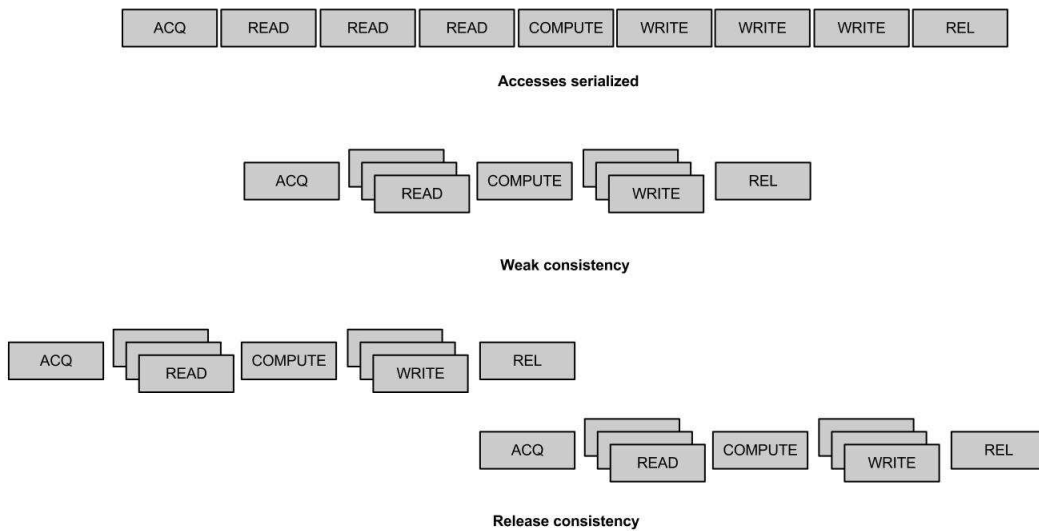 ACQ READ READ READ COMPUTE WRITE WRITE WRITE REL
Accesses serialized
ACQ READ COMPUTE WRITE REL
Weak consistency
ACQ READ COMPUTE WRITE REL
ACQ READ COMPUTE WRITE REL
Release consistency